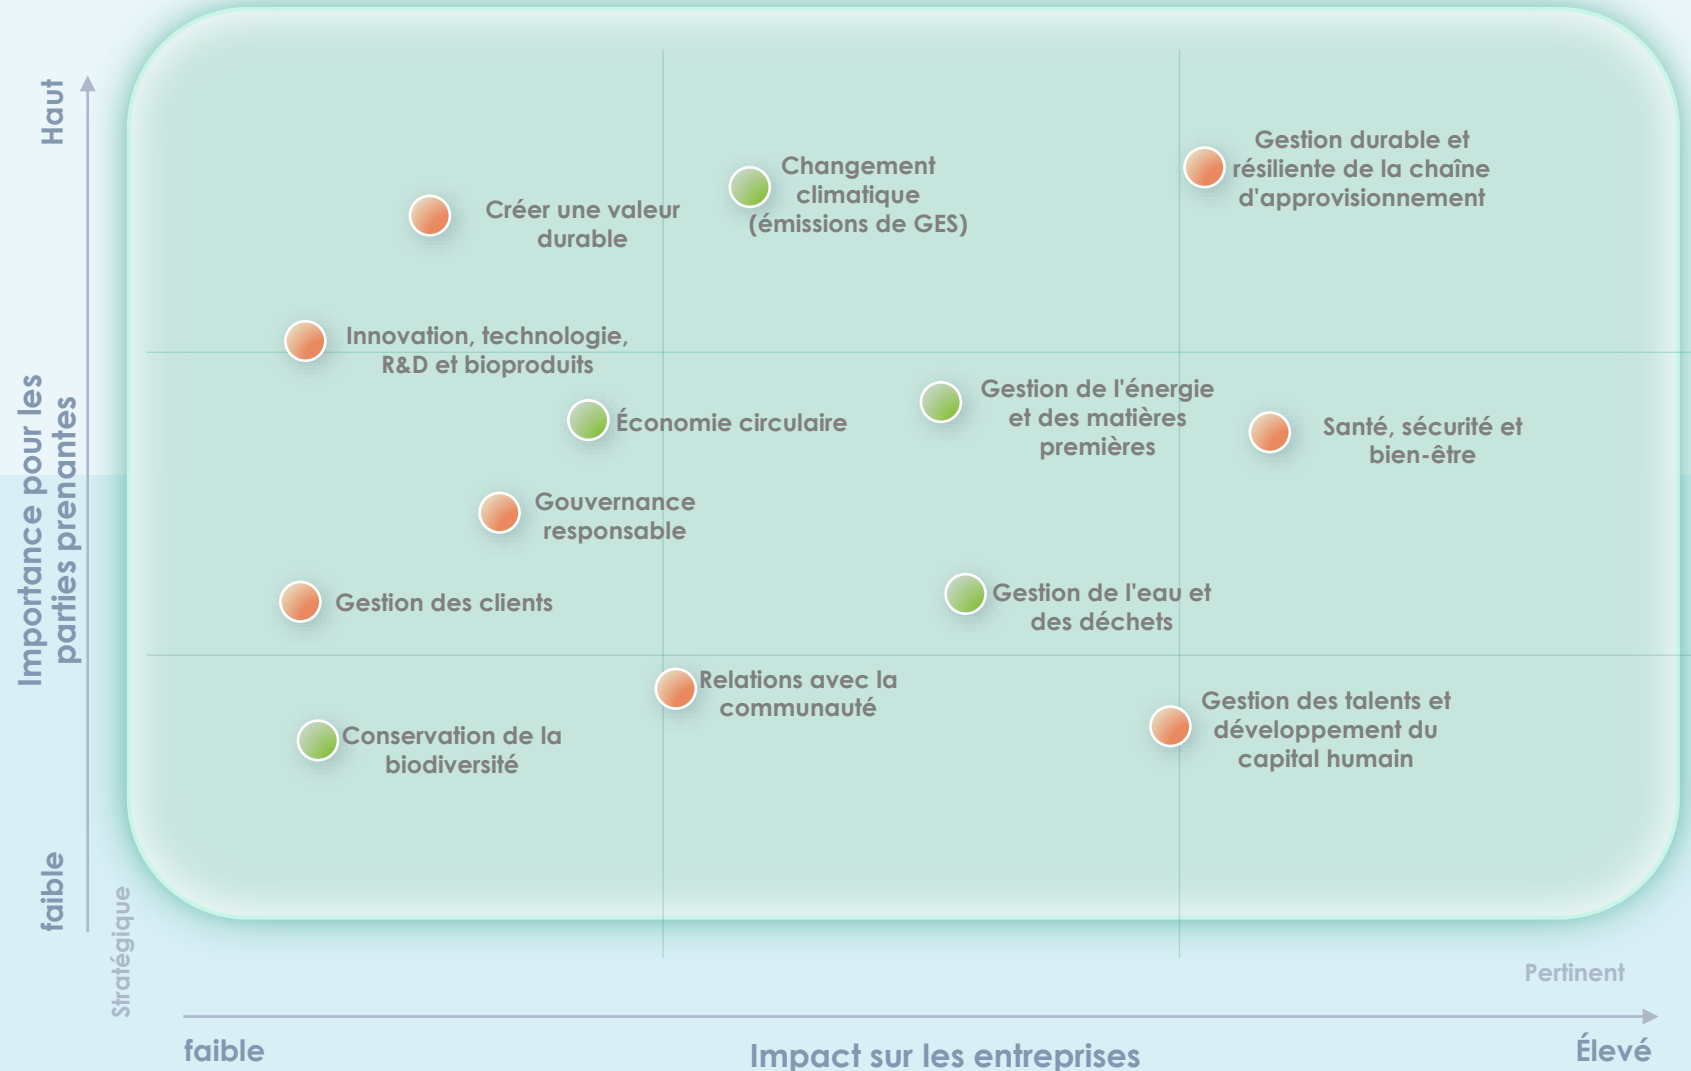 Haut
Importance pour les
parties prenantes
faible
Stratégique
Gestion durable et
résiliente de la chaîne
d'approvisionnement
Changement
climatique
(émissions de GES)
Créer une valeur
durable
Innovation, technologie,
R&D et bioproduits
Économie circulaire
Gestion de l'énergie
et des matières
premières
Santé, sécurité et
bien-être
Gouvernance
responsable
Gestion des clients
Gestion de l'eau et
des déchets
Relations avec la
communauté
Gestion des talents et
développement du
capital humain
Conservation de la
biodiversité
Pertinent
faible
Impact sur les entreprises
Élevé